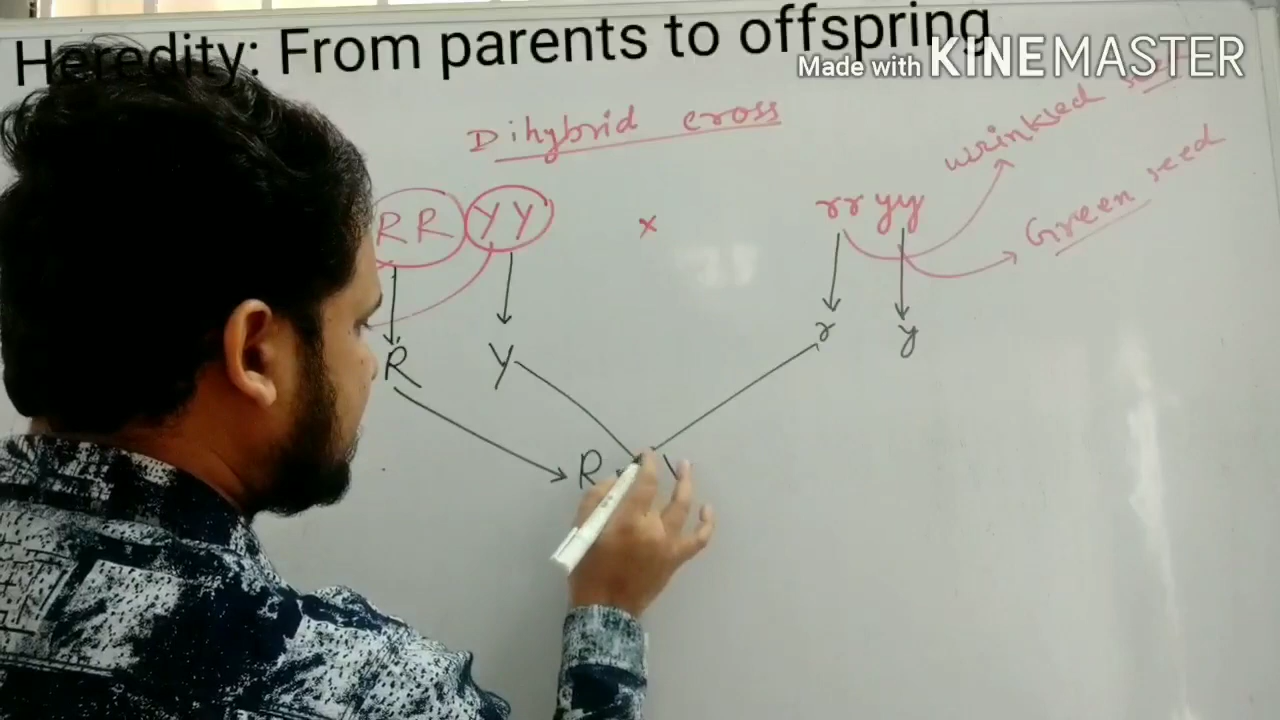 Heredity: From parents to offspring
Made with KINEMASTER
Dihybrid cross
wrinkled
Green seed
RR YY × rr yy
R Y r y
R